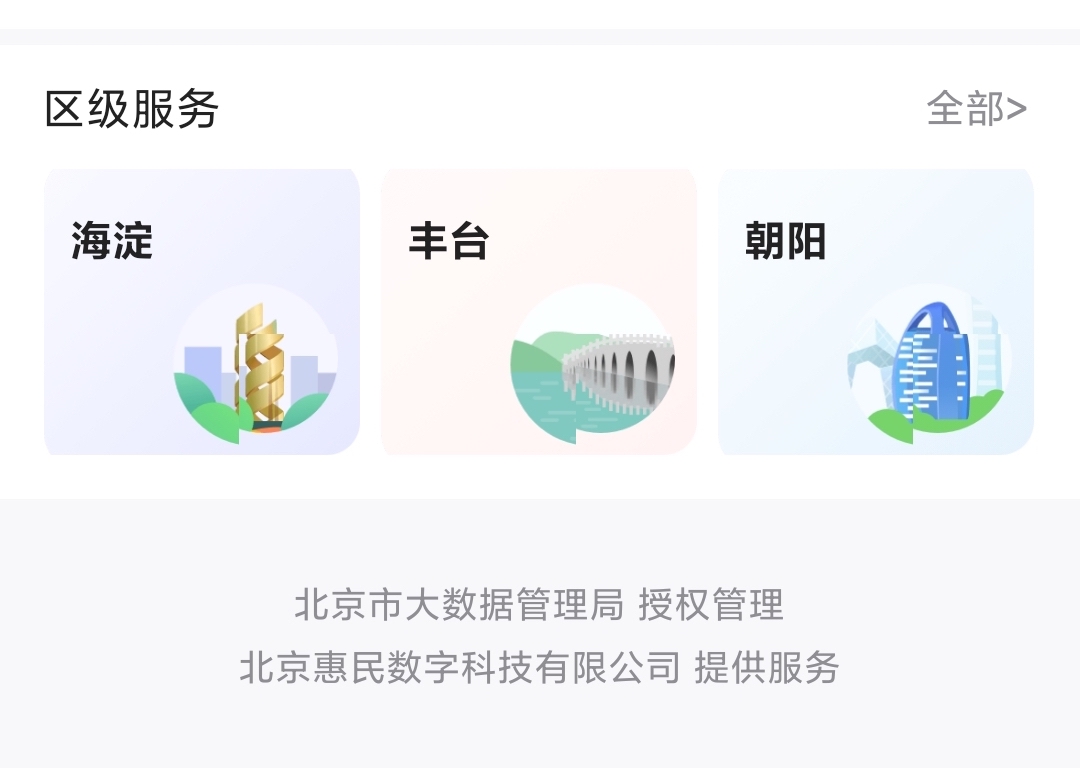 区级服务
全部>
海淀
丰台
朝阳
北京市大数据管理局 授权管理
北京惠民数字科技有限公司 提供服务